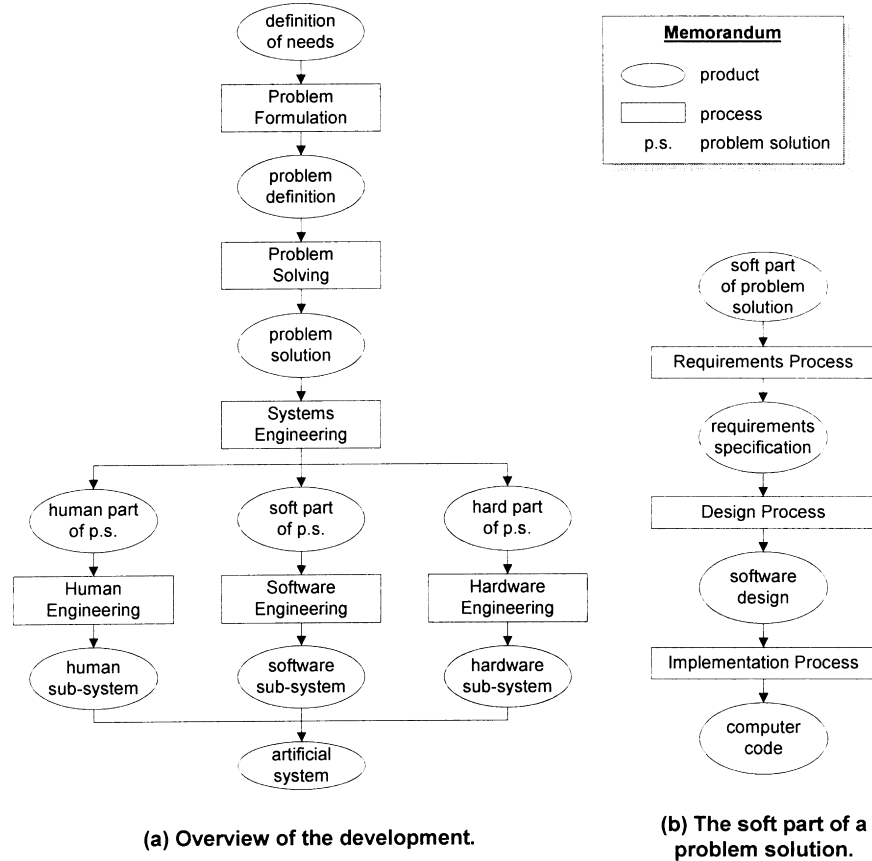 definition
of needs
Problem
Formulation
problem
definition
Problem
Solving
problem
solution
Systems
Engineering
human part
of p.s.
soft part
of p.s.
hard part
of p.s.
Human
Engineering
Software
Engineering
Hardware
Engineering
human
sub-system
software
sub-system
hardware
sub-system
artificial
system
(a) Overview of the development.
Memorandum
product
process
p.s. problem solution
soft part
of problem
solution
Requirements Process
requirements
specification
Design Process
software
design
Implementation Process
computer
code
(b) The soft part of a
problem solution.